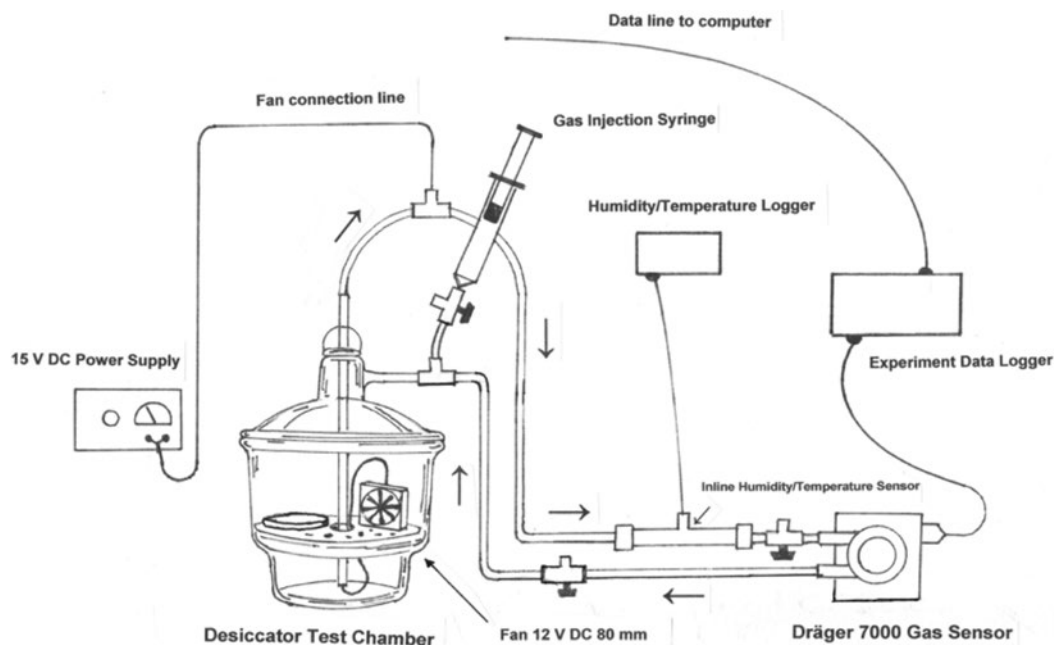 Data line to computer
Fan connection line
Gas Injection Syringe
Humidity/Temperature Logger
15 V DC Power Supply
Experiment Data Logger
Inline Humidity/Temperature Sensor
Desiccator Test Chamber
Fan 12 V DC 80 mm
Dräger 7000 Gas Sensor